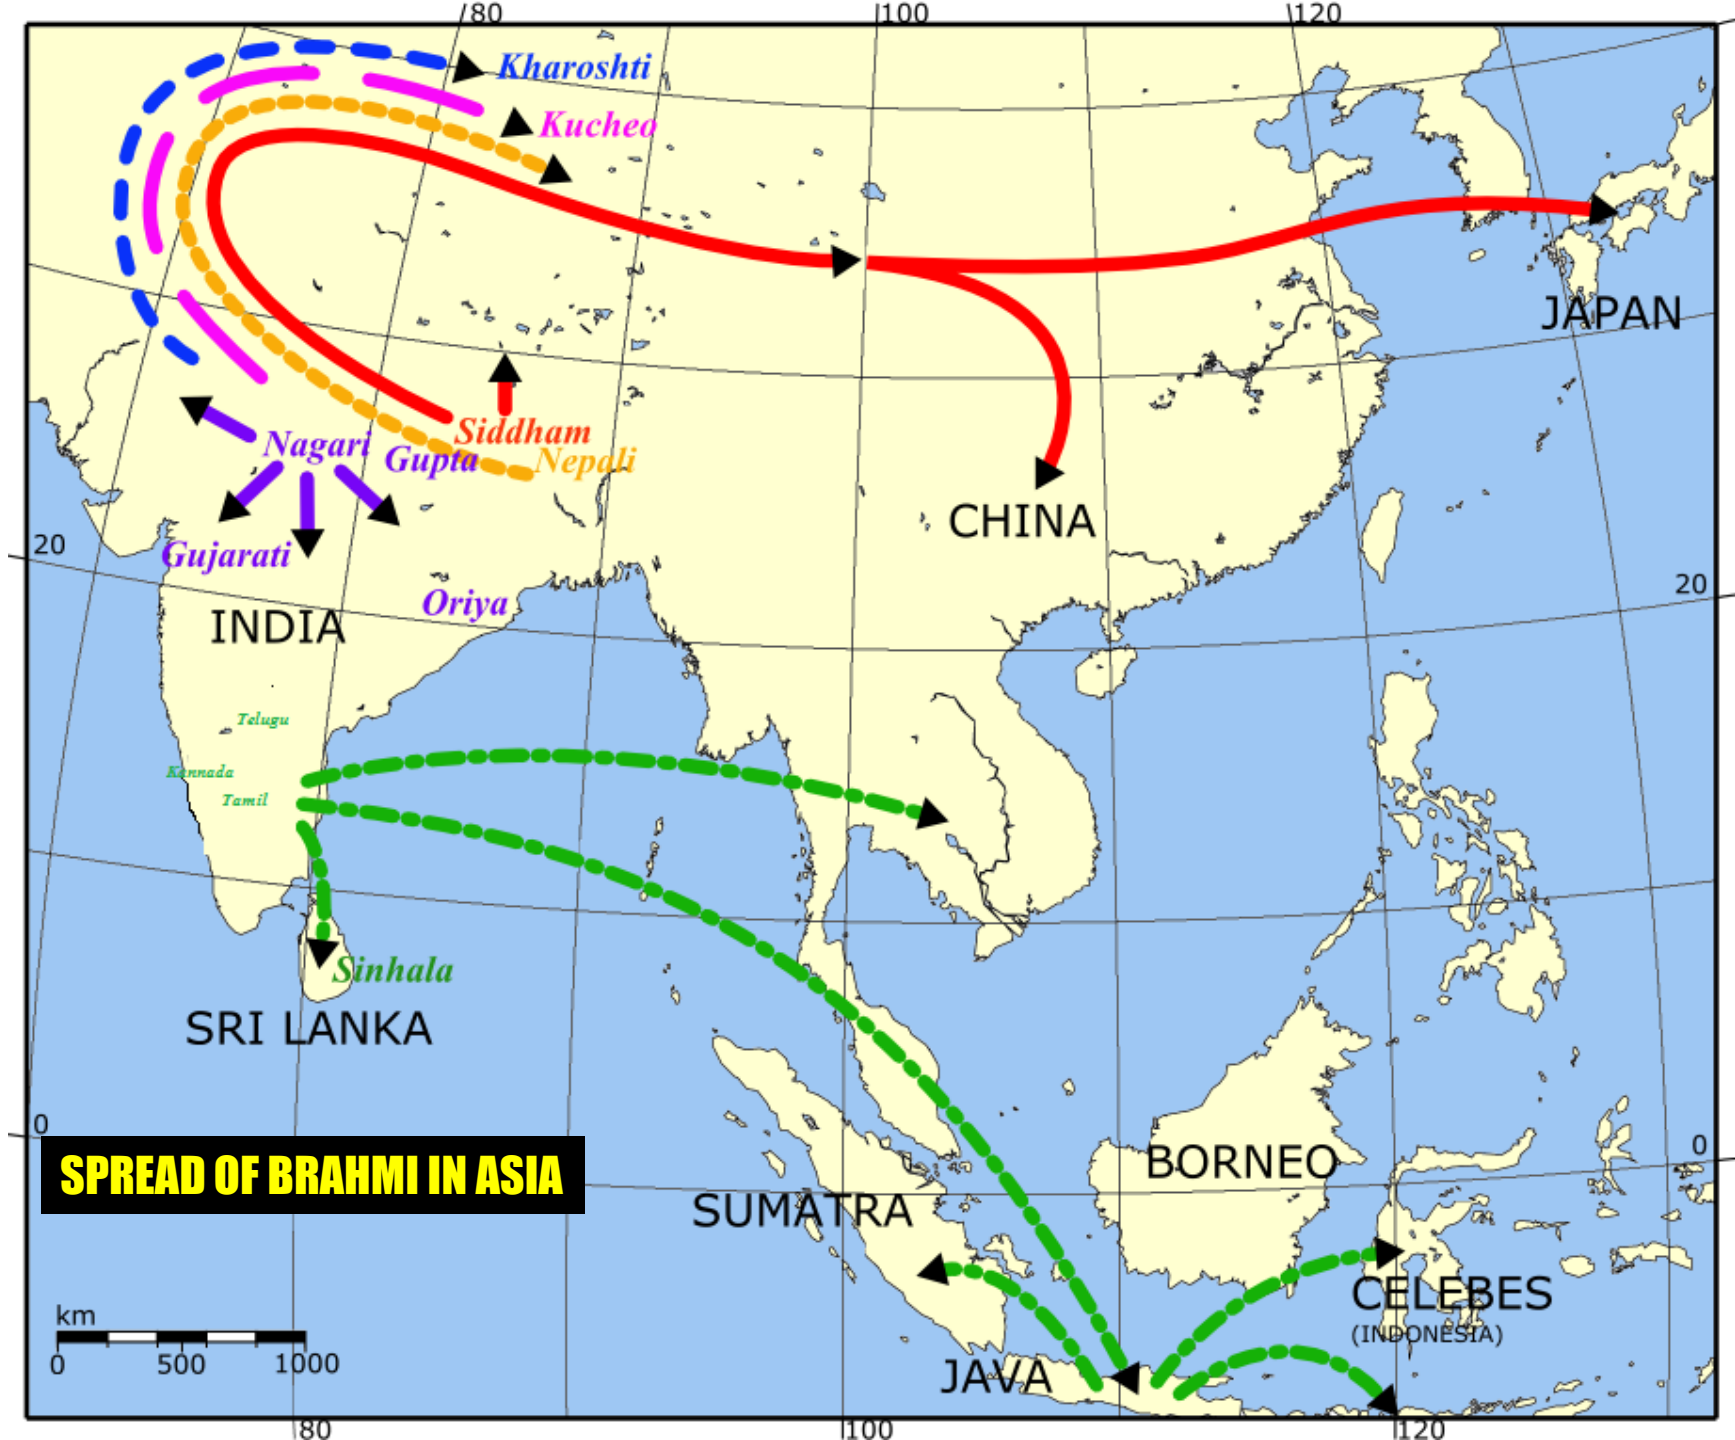 80
100
120
Kharoshti
Kucheo
JAPAN
Siddham
Nagari
Gupta
Nepali
CHINA
20
Gujarati
20
Oriya
INDIA
Telugu
Kannada
Tamil
Sinhala
SRI LANKA
0
0
SPREAD OF BRAHMI IN ASIA
BORNEO
SUMATRA
CELEBES
(INDONESIA)
km
0 500 1000
JAVA
80
100
120